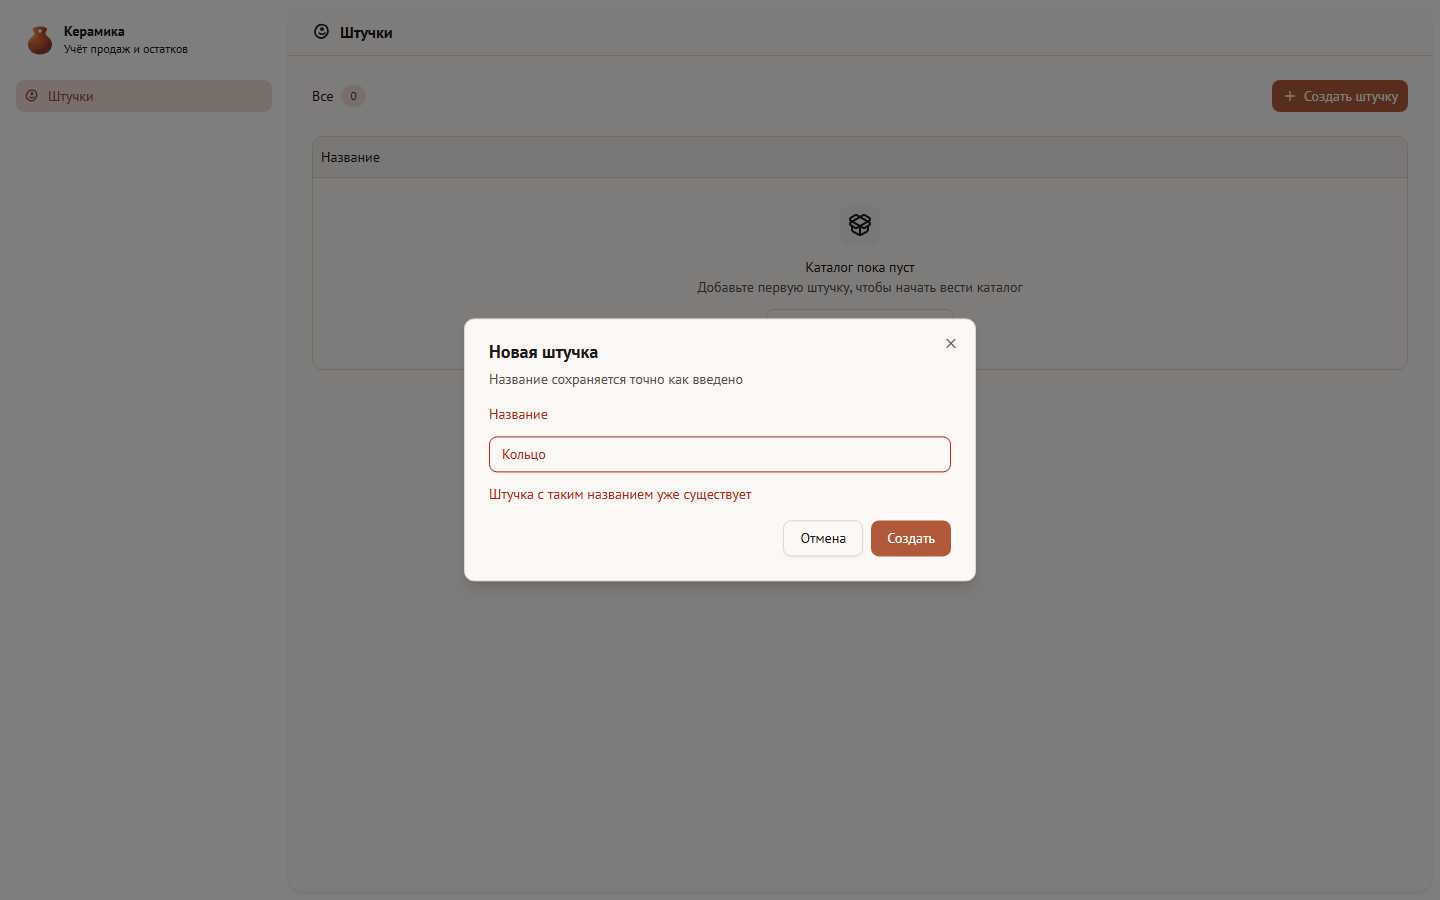 Керамика
Учёт продаж и остатков
Штучки
Штучки
Все 0
Создать штучку
Название
Каталог пока пуст
Добавьте первую штучку, чтобы начать вести каталог
Новая штучка
Название сохраняется точно как введено
Название
Кольцо
Штучка с таким названием уже существует
Отмена
Создать